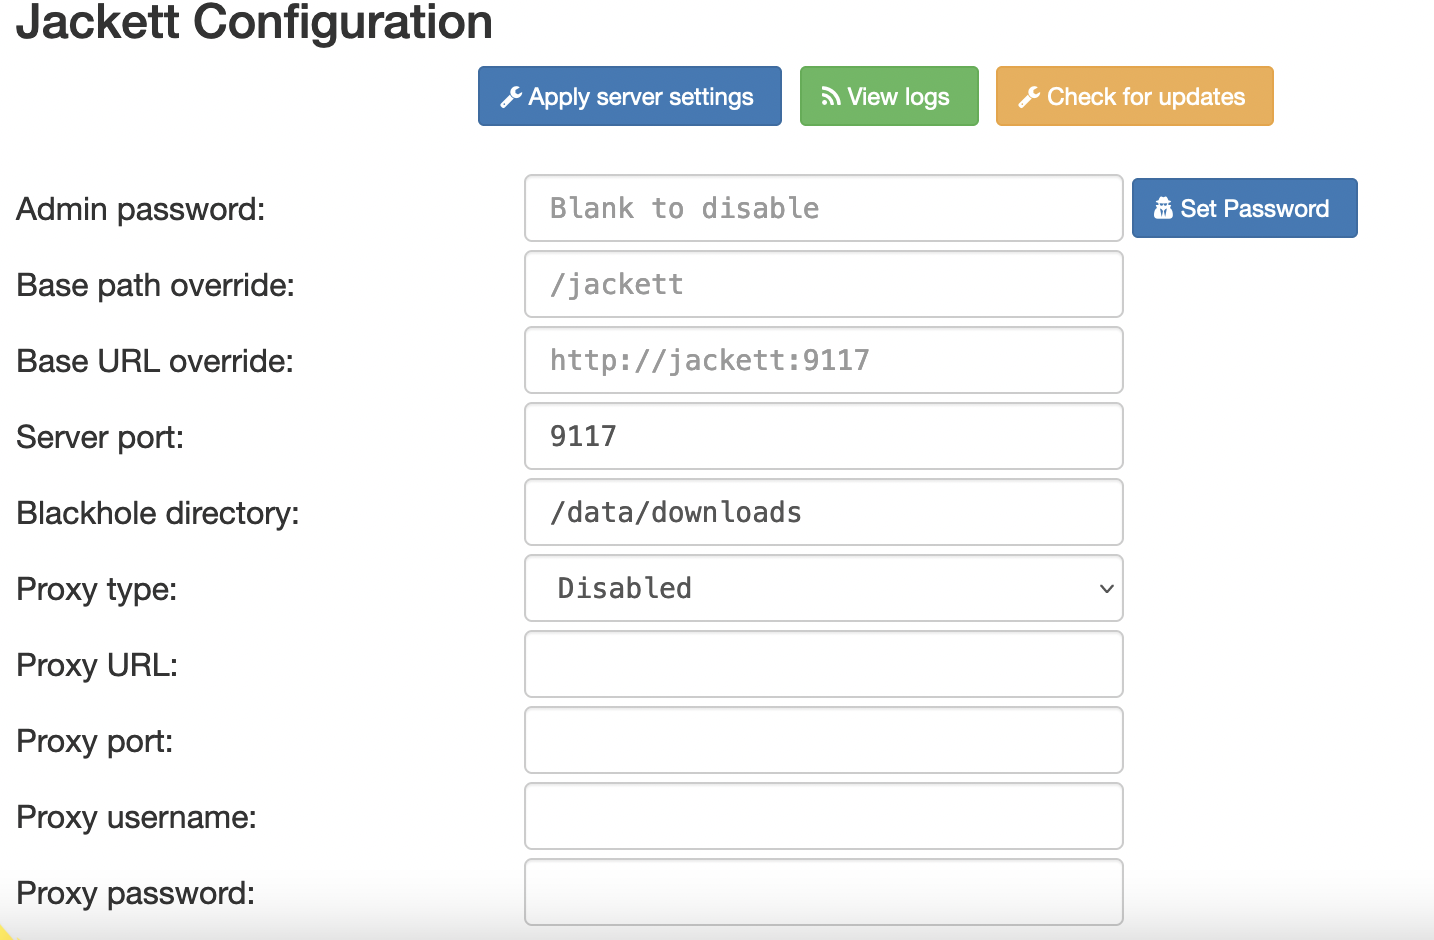 Jackett Configuration
Apply server settings View logs Check for updates
Admin password: Blank to disable Set Password
Base path override: /jackett
Base URL override: http://jackett:9117
Server port: 9117
Blackhole directory: /data/downloads
Proxy type: Disabled
Proxy URL:
Proxy port:
Proxy username:
Proxy password: